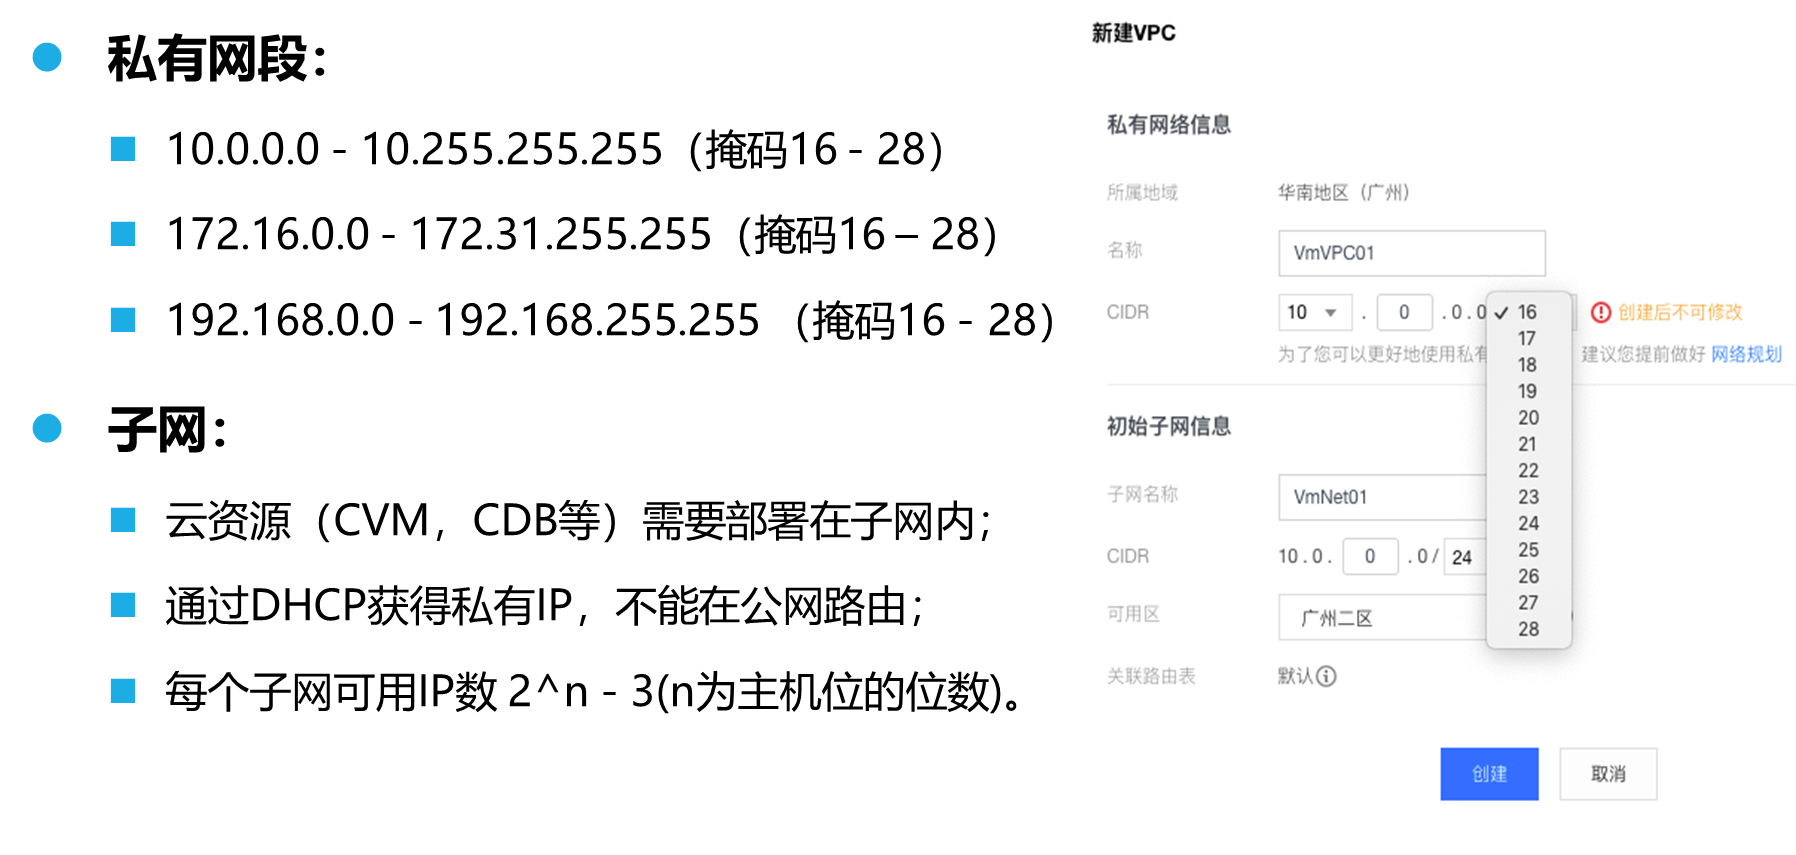 私有网段：
10.0.0.0 - 10.255.255.255（掩码16 - 28）
172.16.0.0 - 172.31.255.255（掩码16 – 28）
192.168.0.0 - 192.168.255.255 （掩码16 - 28）
子网：
云资源（CVM，CDB等）需要部署在子网内；
通过DHCP获得私有IP，不能在公网路由；
每个子网可用IP数 2^n - 3(n为主机位的位数)。
新建VPC
私有网络信息
所属地域 华南地区（广州）
名称 VmVPC01
CIDR 10 . 0 . 0 . 0 ✓ 16 创建后不可修改
为了您可以更好地使用私有 建议您提前做好 网络规划
17
18
19
20
21
22
23
24
25
26
27
28
初始子网信息
子网名称 VmNet01
CIDR 10 . 0 . 0 . 0 / 24
可用区 广州二区
关联路由表 默认
创建 取消